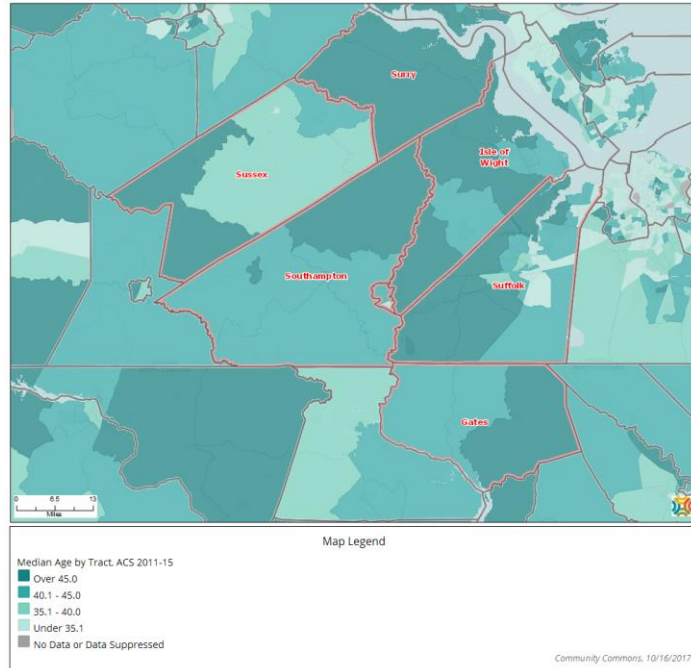 Surry
Isle of
Wight
Sussex
Southampton
Suffolk
Gates
0 6.5 13
Miles
Map Legend
Median Age by Tract, ACS 2011-15
Over 45.0
40.1 - 45.0
35.1 - 40.0
Under 35.1
No Data or Data Suppressed
Community Commons, 10/16/2017